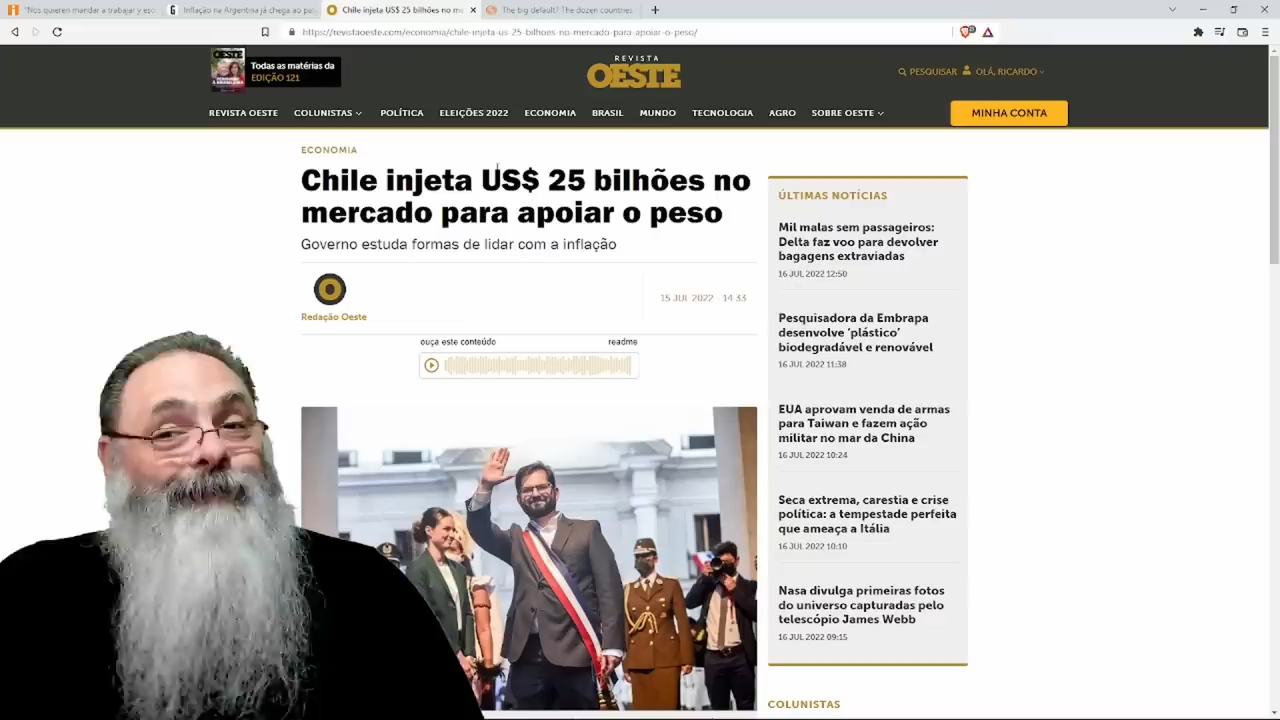 "Nos quieren mandar a trabajar y eso
Inflação na Argentina já chega ao pat
Chile injeta US$ 25 bilhões no me
The big default? The dozen countries
https://revistaoeste.com/economia/chile-injeta-us-25-bilhoes-no-mercado-para-apoiar-o-peso/
OESTE
Todas as matérias da
EDIÇÃO 121
REVISTA
OESTE
PESQUISAR
OLÁ, RICARDO
REVISTA OESTE COLUNISTAS POLÍTICA ELEIÇÕES 2022 ECONOMIA BRASIL MUNDO TECNOLOGIA AGRO SOBRE OESTE
MINHA CONTA
ECONOMIA
Chile injeta US$ 25 bilhões no
mercado para apoiar o peso
Governo estuda formas de lidar com a inflação
Redação Oeste
15 JUL 2022 - 14:33
ouça este conteúdo
readme
ÚLTIMAS NOTÍCIAS
Mil malas sem passageiros:
Delta faz voo para devolver
bagagens extraviadas
16 JUL 2022 12:50
Pesquisadora da Embrapa
desenvolve ‘plástico’
biodegradável e renovável
16 JUL 2022 11:38
EUA aprovam venda de armas
para Taiwan e fazem ação
militar no mar da China
16 JUL 2022 10:24
Seca extrema, carestia e crise
política: a tempestade perfeita
que ameaça a Itália
16 JUL 2022 10:10
Nasa divulga primeiras fotos
do universo capturadas pelo
telescópio James Webb
16 JUL 2022 09:15
COLUNISTAS